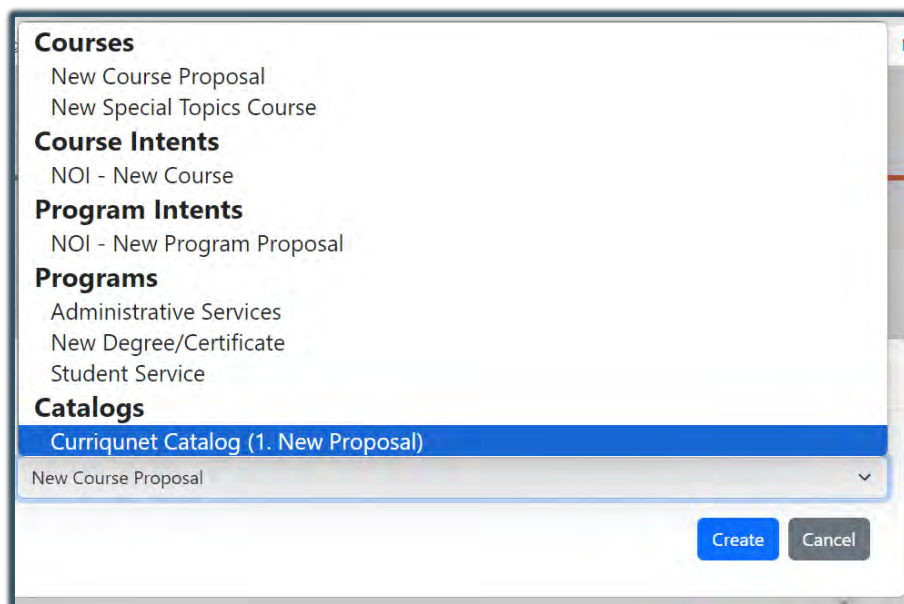 Courses
New Course Proposal
New Special Topics Course
Course Intents
NOI - New Course
Program Intents
NOI - New Program Proposal
Programs
Administrative Services
New Degree/Certificate
Student Service
Catalogs
Curriqunet Catalog (1. New Proposal)
New Course Proposal
Create Cancel